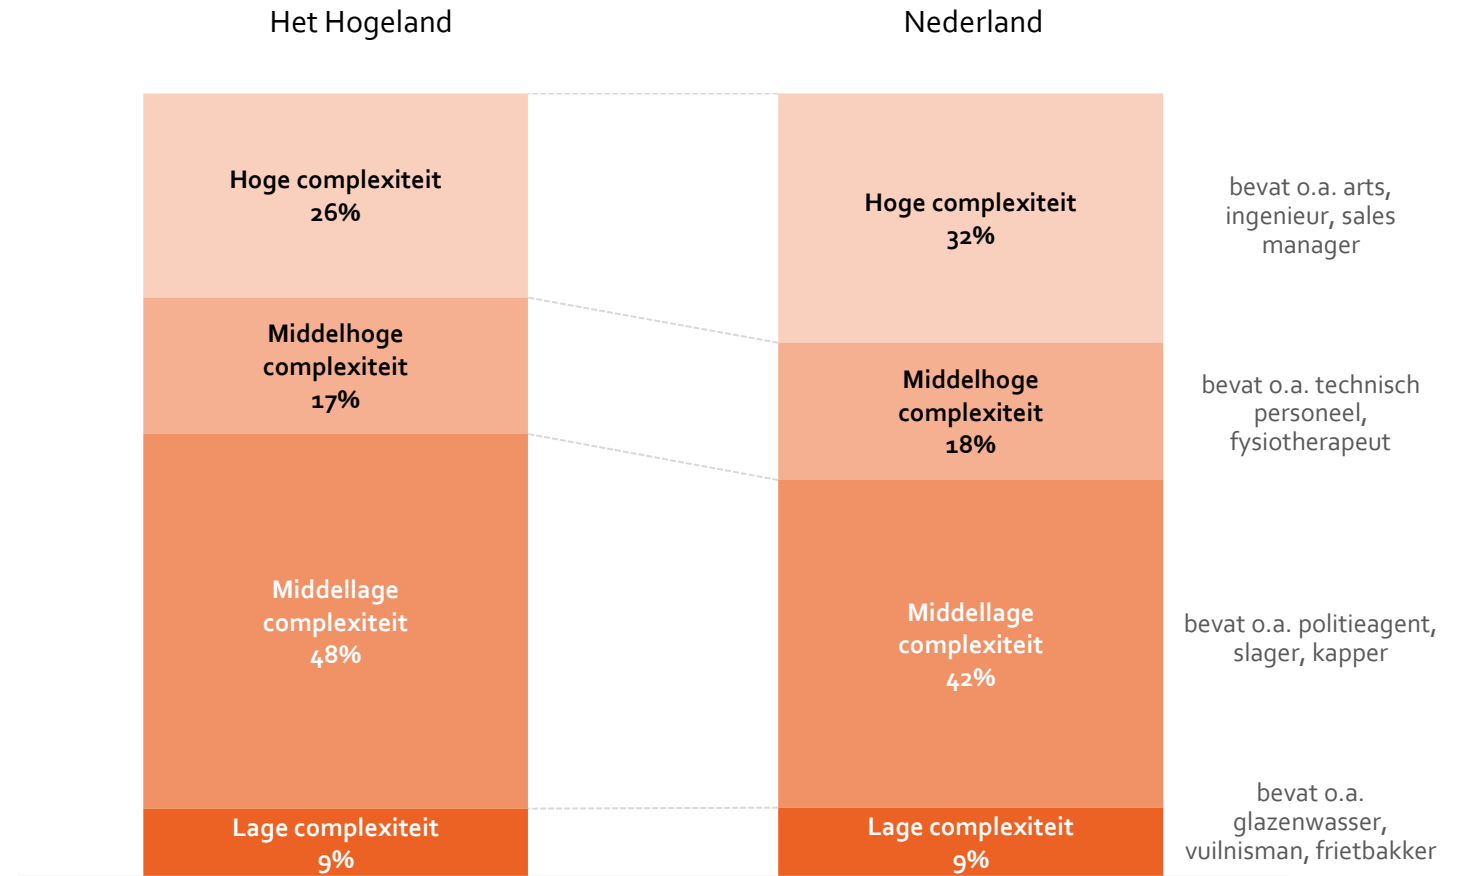 Het Hogeland
Nederland
Hoge complexiteit
26%
Middelhoge
complexiteit
17%
Middellage
complexiteit
48%
Lage complexiteit
9%
Hoge complexiteit
32%
Middelhoge
complexiteit
18%
Middellage
complexiteit
42%
Lage complexiteit
9%
bevat o.a. arts,
ingenieur, sales
manager
bevat o.a. technisch
personeel,
fysiotherapeut
bevat o.a. politieagent,
slager, kapper
bevat o.a.
glazenwasser,
vuilnisman, frietbakker